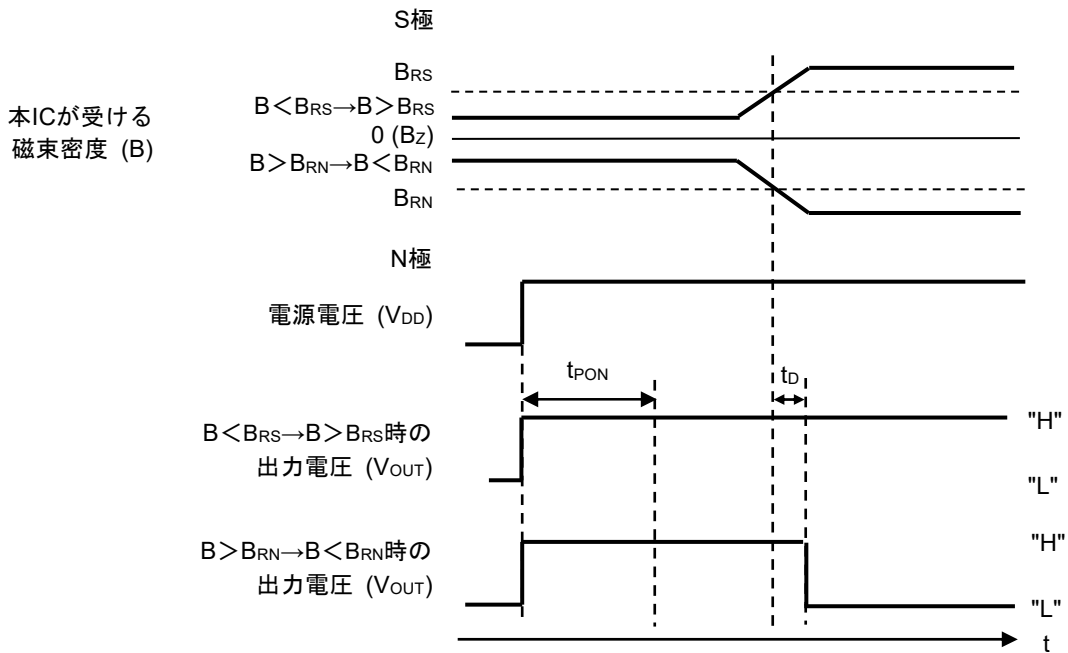 S極
BRS
B＜BRS→B＞BRS
本ICが受ける
磁束密度 (B)
0 (BZ)
B＞BRN→B＜BRN
BRN
N極
電源電圧 (VDD)
tPON
tD
B＜BRS→B＞BRS時の
出力電圧 (VOUT)
"H"
"L"
B＞BRN→B＜BRN時の
出力電圧 (VOUT)
"H"
"L"
t